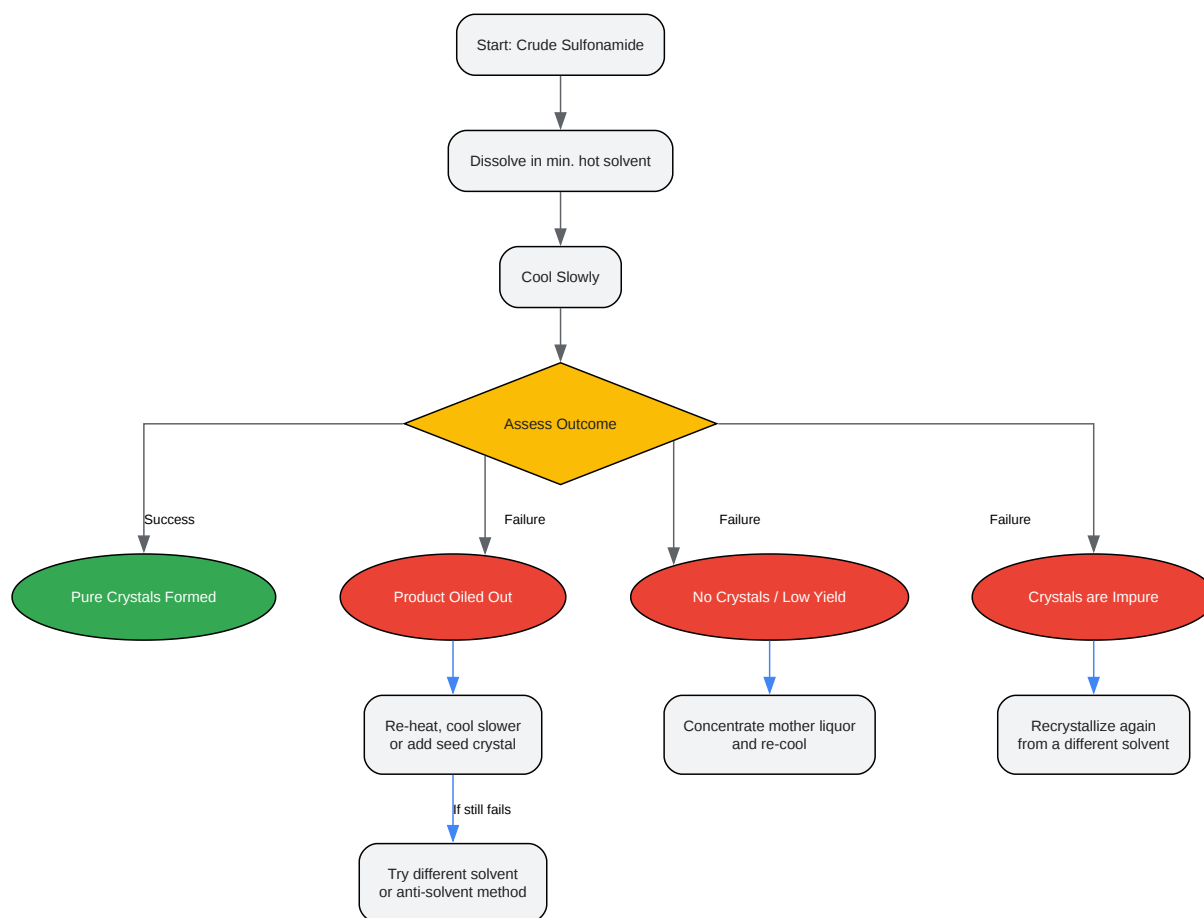 Start: Crude Sulfonamide
Dissolve in min. hot solvent
Cool Slowly
Assess Outcome
Success
Failure
Failure
Failure
Pure Crystals Formed
Product Oiled Out
No Crystals / Low Yield
Crystals are Impure
Re-heat, cool slower
or add seed crystal
Concentrate mother liquor
and re-cool
Recrystallize again
from a different solvent
If still fails
Try different solvent
or anti-solvent method